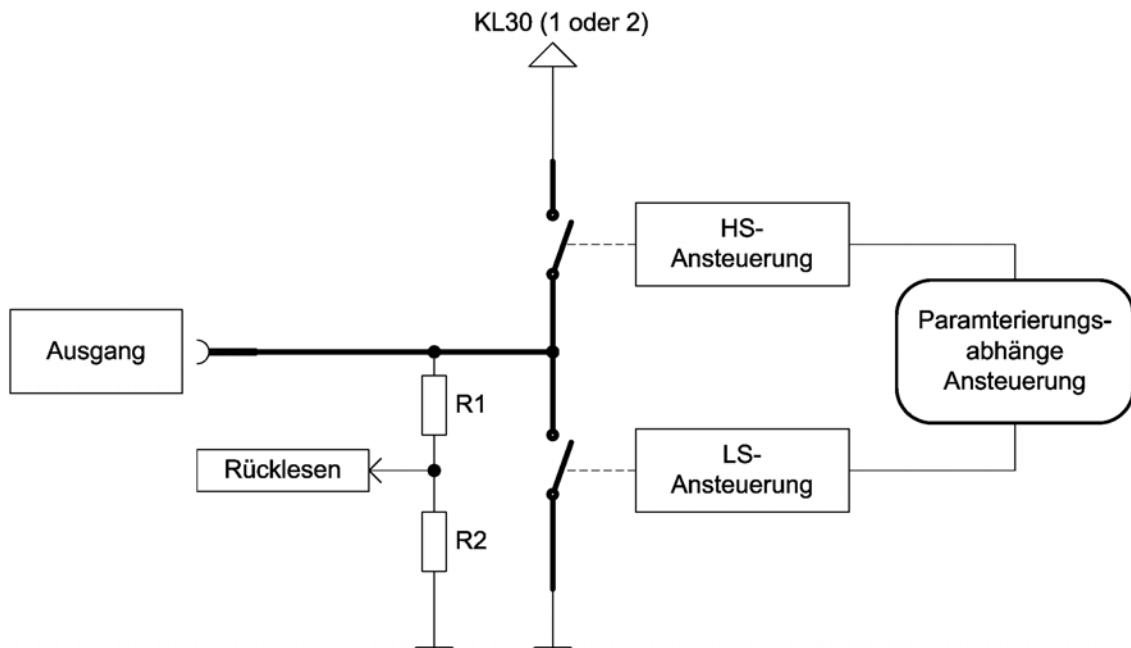 KL30 (1 oder 2)
HS-
Ansteuerung
Paramterierungs-
abhänge
Ansteuerung
Ausgang
R1
Rücklesen
LS-
Ansteuerung
R2